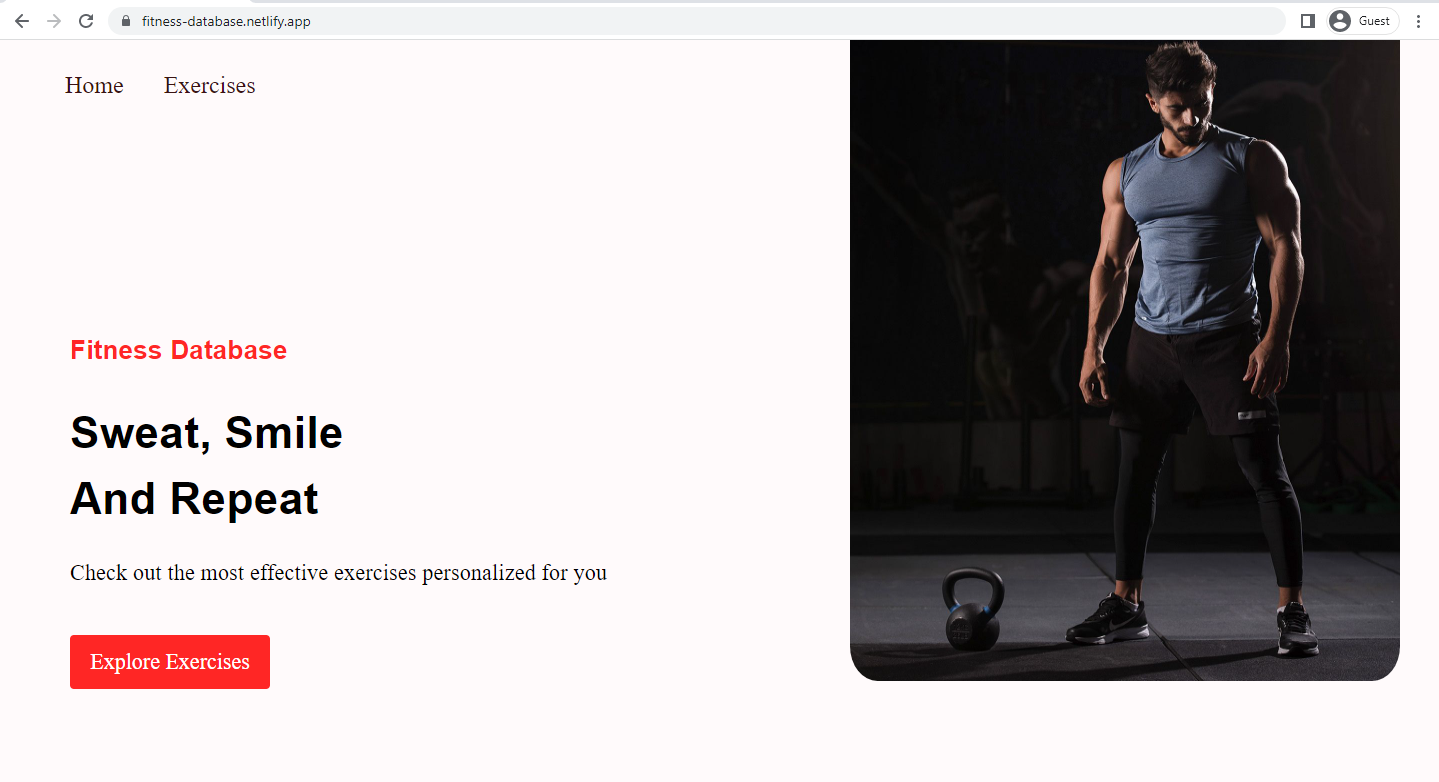 fitness-database.netlify.app
Guest
Home Exercises
Fitness Database
Sweat, Smile
And Repeat
Check out the most effective exercises personalized for you
Explore Exercises